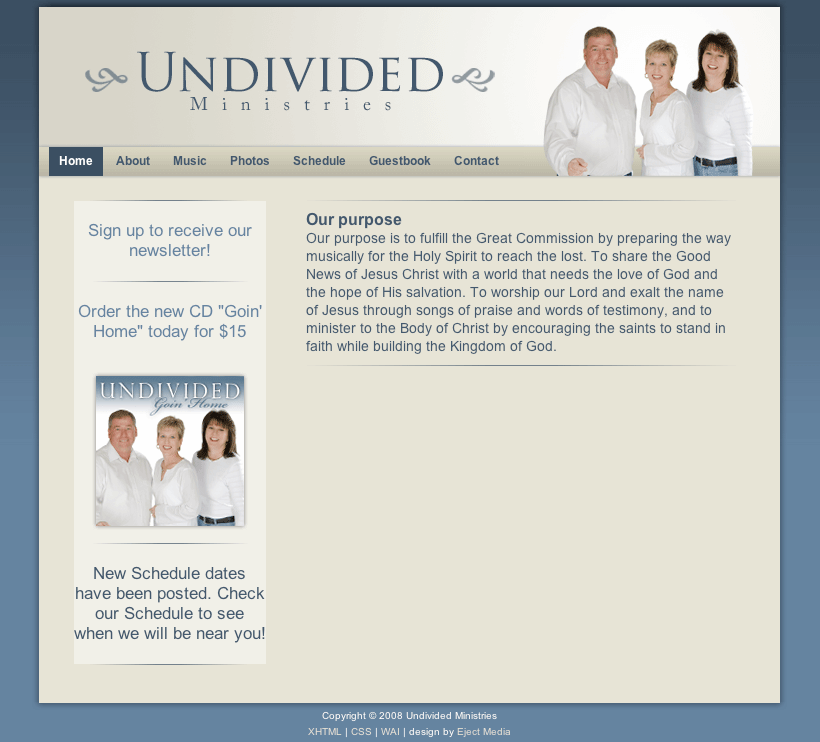 UNDIVIDED
Ministries
Home About Music Photos Schedule Guestbook Contact
Sign up to receive our
newsletter!
Order the new CD "Goin'
Home" today for $15
UNDIVIDED
Goin' Home
New Schedule dates
have been posted. Check
our Schedule to see
when we will be near you!
Our purpose
Our purpose is to fulfill the Great Commission by preparing the way
musically for the Holy Spirit to reach the lost. To share the Good
News of Jesus Christ with a world that needs the love of God and
the hope of His salvation. To worship our Lord and exalt the name
of Jesus through songs of praise and words of testimony, and to
minister to the Body of Christ by encouraging the saints to stand in
faith while building the Kingdom of God.
Copyright © 2008 Undivided Ministries
XHTML | CSS | WAI | design by Eject Media